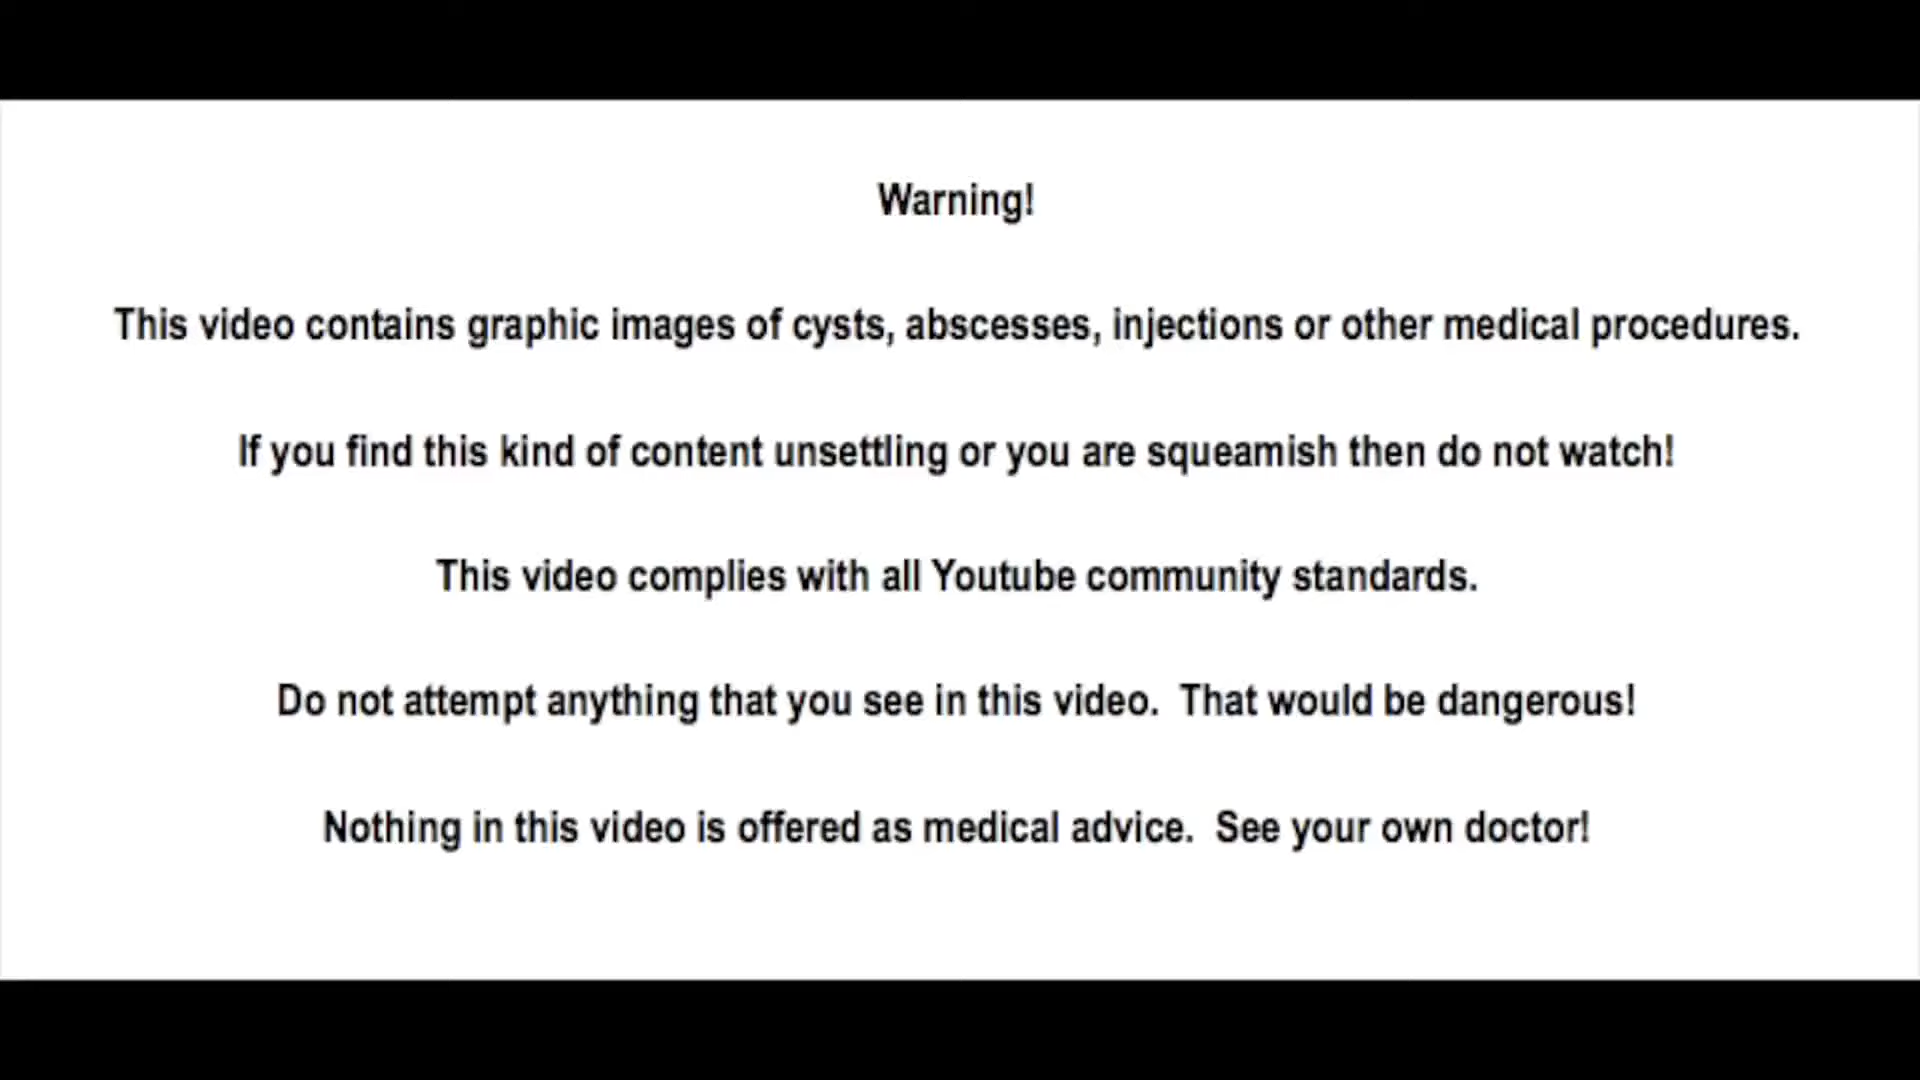 Warning!
This video contains graphic images of cysts, abscesses, injections or other medical procedures.
If you find this kind of content unsettling or you are squeamish then do not watch!
This video complies with all Youtube community standards.
Do not attempt anything that you see in this video.  That would be dangerous!
Nothing in this video is offered as medical advice.  See your own doctor!